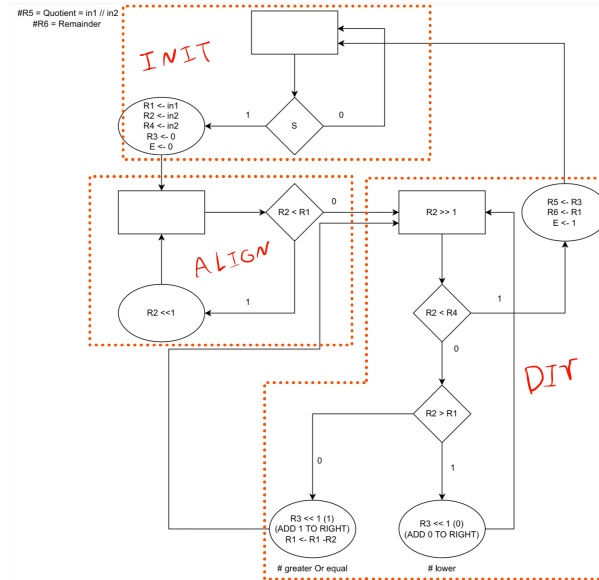 #R5 = Quotient = in1 // in2
#R6 = Remainder
INIT
R1 <- in1
R2 <- in2
R4 <- in2
R3 <- 0
E <- 0
1
S
0
R2 < R1
0
R2 >> 1
R5 <- R3
R6 <- R1
E <- 1
ALIGN
R2 <<1
1
R2 < R4
1
0
DIV
R2 > R1
0
1
R3 << 1 (1)
(ADD 1 TO RIGHT)
R1 <- R1 -R2
R3 << 1 (0)
(ADD 0 TO RIGHT)
# greater Or equal
# lower